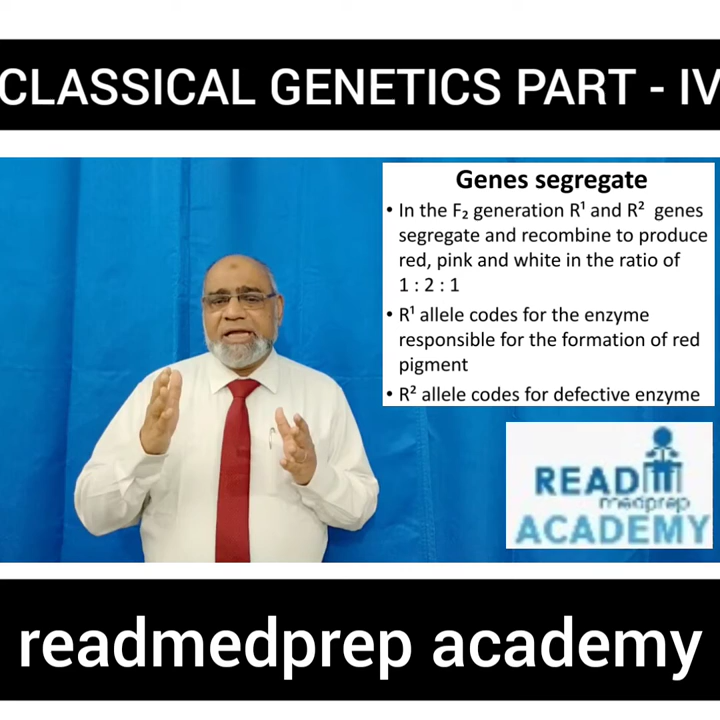 CLASSICAL GENETICS PART - IV
Genes segregate
• In the F₂ generation R¹ and R² genes
segregate and recombine to produce
red, pink and white in the ratio of
1 : 2 : 1
• R¹ allele codes for the enzyme
responsible for the formation of red
pigment
• R² allele codes for defective enzyme
READ
medprep
ACADEMY
readmedprep academy